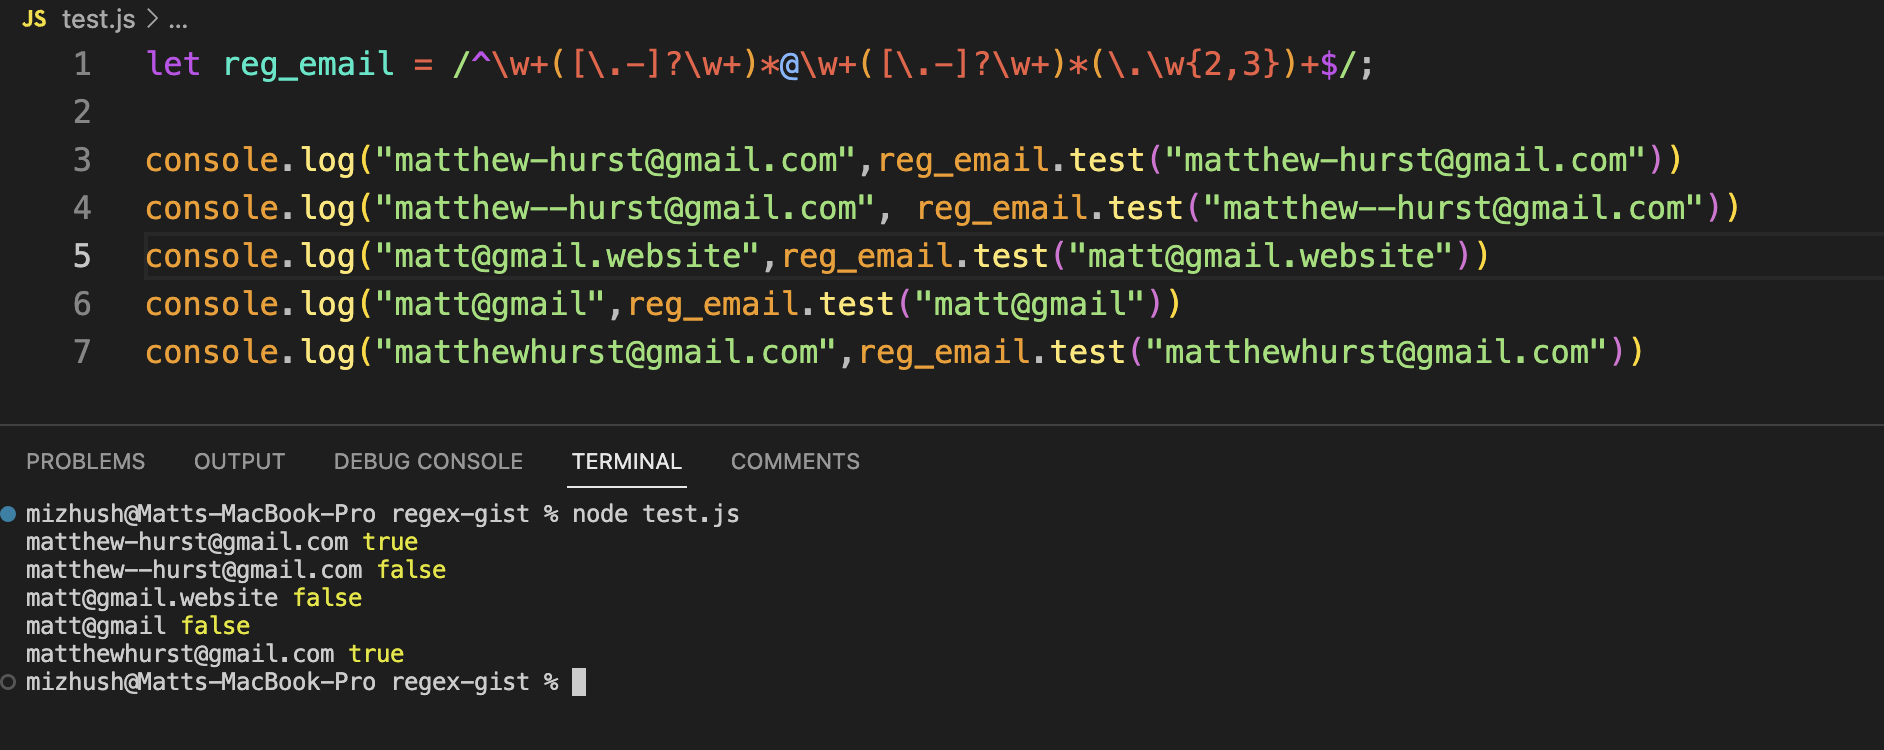 JS test.js > ...
1 let reg_email = /^\w+([\.-]?\w+)*@\w+([\.-]?\w+)*(\.\w{2,3})+$/;
2
3 console.log("matthew-hurst@gmail.com",reg_email.test("matthew-hurst@gmail.com"))
4 console.log("matthew--hurst@gmail.com", reg_email.test("matthew--hurst@gmail.com"))
5 console.log("matt@gmail.website",reg_email.test("matt@gmail.website"))
6 console.log("matt@gmail",reg_email.test("matt@gmail"))
7 console.log("matthewhurst@gmail.com",reg_email.test("matthewhurst@gmail.com"))
PROBLEMS OUTPUT DEBUG CONSOLE TERMINAL COMMENTS
mizhush@Matts-MacBook-Pro regex-gist % node test.js
matthew-hurst@gmail.com true
matthew--hurst@gmail.com false
matt@gmail.website false
matt@gmail false
matthewhurst@gmail.com true
mizhush@Matts-MacBook-Pro regex-gist %